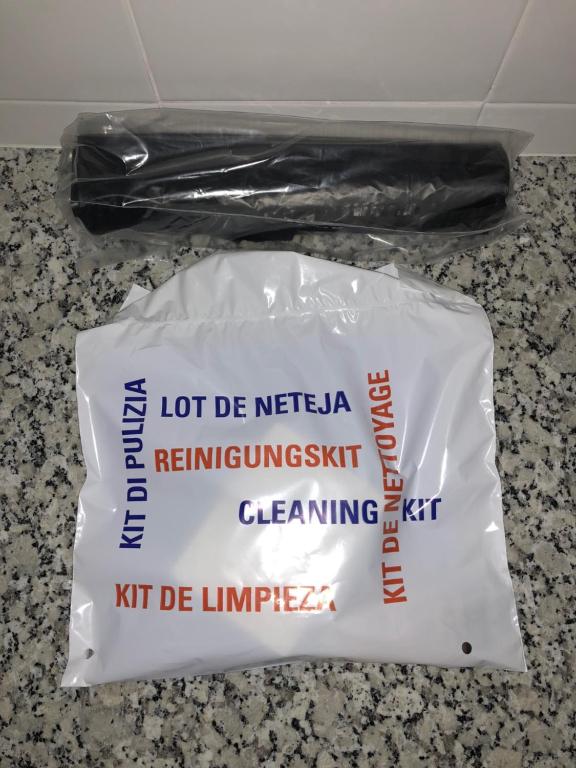 KIT DI PULIZIA
LOT DE NETEJA
REINIGUNGSKIT
CLEANING KIT
KIT DE NETTOYAGE
KIT DE LIMPIEZA